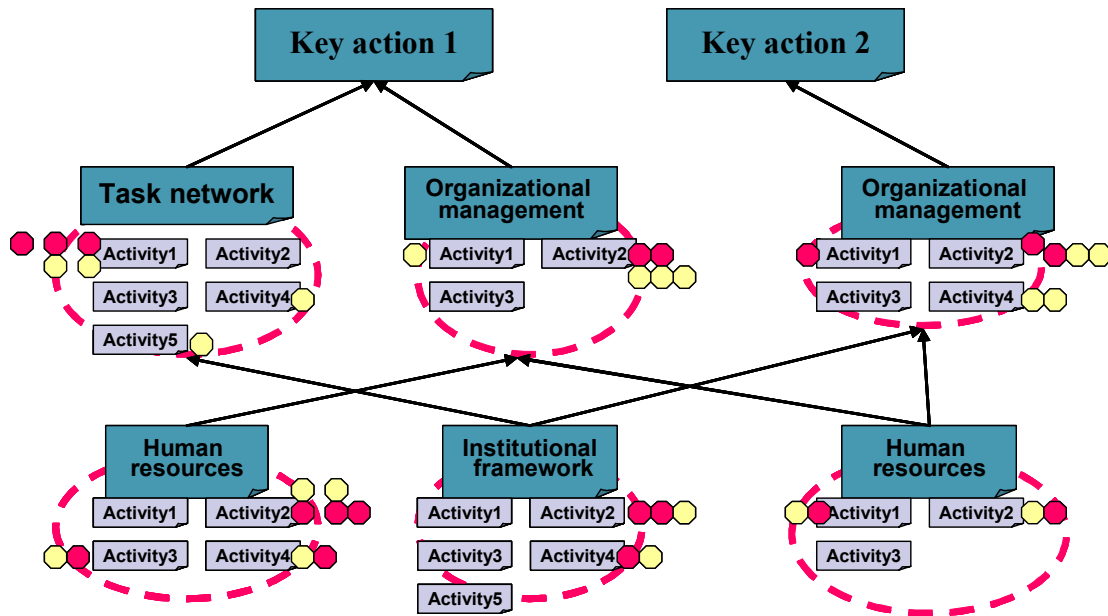 Key action 1
Key action 2
Task network
Activity1
Activity2
Activity3
Activity4
Activity5
Organizational
management
Activity1
Activity2
Activity3
Organizational
management
Activity1
Activity2
Activity3
Activity4
Human
resources
Activity1
Activity2
Activity3
Activity4
Institutional
framework
Activity1
Activity2
Activity3
Activity4
Activity5
Human
resources
Activity1
Activity2
Activity3